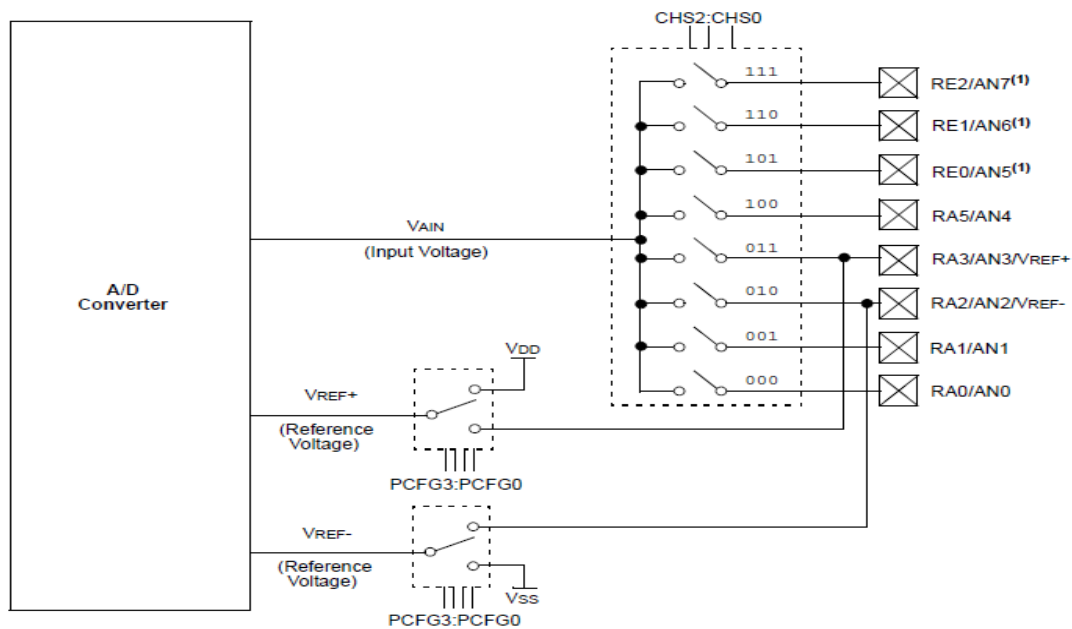 CHS2:CHS0
111
RE2/AN7(1)
110
RE1/AN6(1)
101
RE0/AN5(1)
100
RA5/AN4
VAIN
(Input Voltage)
011
RA3/AN3/VREF+
A/D
Converter
010
RA2/AN2/VREF-
001
RA1/AN1
VDD
000
RA0/AN0
VREF+
(Reference
Voltage)
PCFG3:PCFG0
VREF-
(Reference
Voltage)
VSS
PCFG3:PCFG0